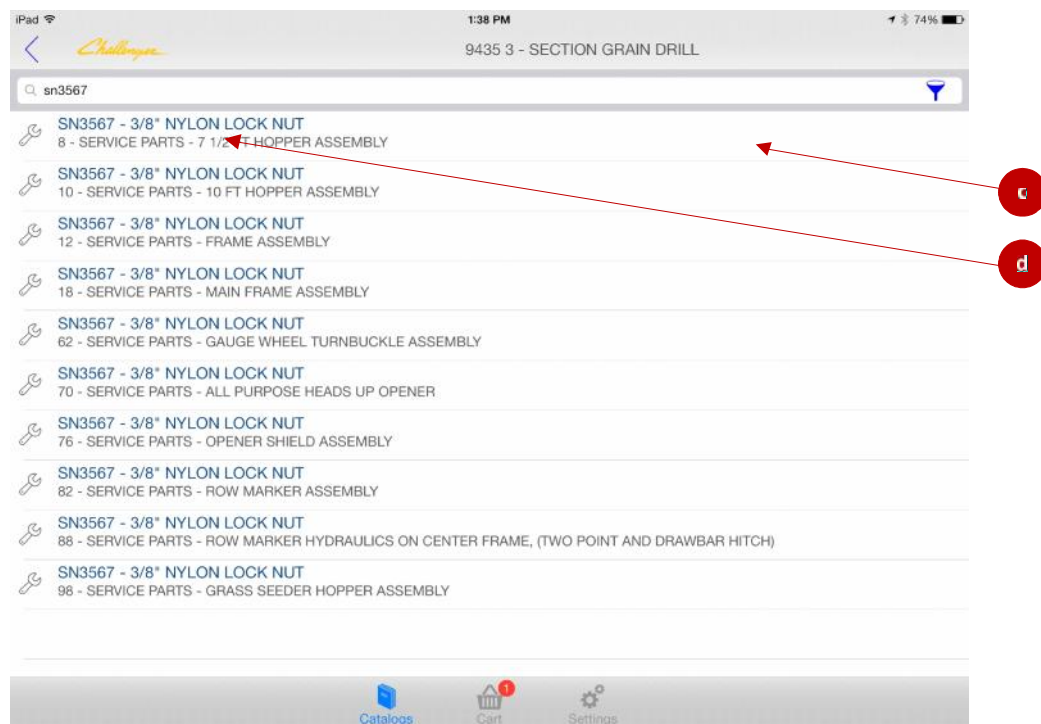 iPad 1:38 PM 74%
Challenger 9435 3 - SECTION GRAIN DRILL
sn3567
SN3567 - 3/8" NYLON LOCK NUT
8 - SERVICE PARTS - 7 1/2 FT HOPPER ASSEMBLY
SN3567 - 3/8" NYLON LOCK NUT
10 - SERVICE PARTS - 10 FT HOPPER ASSEMBLY
SN3567 - 3/8" NYLON LOCK NUT
12 - SERVICE PARTS - FRAME ASSEMBLY
SN3567 - 3/8" NYLON LOCK NUT
18 - SERVICE PARTS - MAIN FRAME ASSEMBLY
SN3567 - 3/8" NYLON LOCK NUT
62 - SERVICE PARTS - GAUGE WHEEL TURNBUCKLE ASSEMBLY
SN3567 - 3/8" NYLON LOCK NUT
70 - SERVICE PARTS - ALL PURPOSE HEADS UP OPENER
SN3567 - 3/8" NYLON LOCK NUT
76 - SERVICE PARTS - OPENER SHIELD ASSEMBLY
SN3567 - 3/8" NYLON LOCK NUT
82 - SERVICE PARTS - ROW MARKER ASSEMBLY
SN3567 - 3/8" NYLON LOCK NUT
88 - SERVICE PARTS - ROW MARKER HYDRAULICS ON CENTER FRAME, (TWO POINT AND DRAWBAR HITCH)
SN3567 - 3/8" NYLON LOCK NUT
98 - SERVICE PARTS - GRASS SEEDER HOPPER ASSEMBLY
d
1
Catalogs Cart Settings